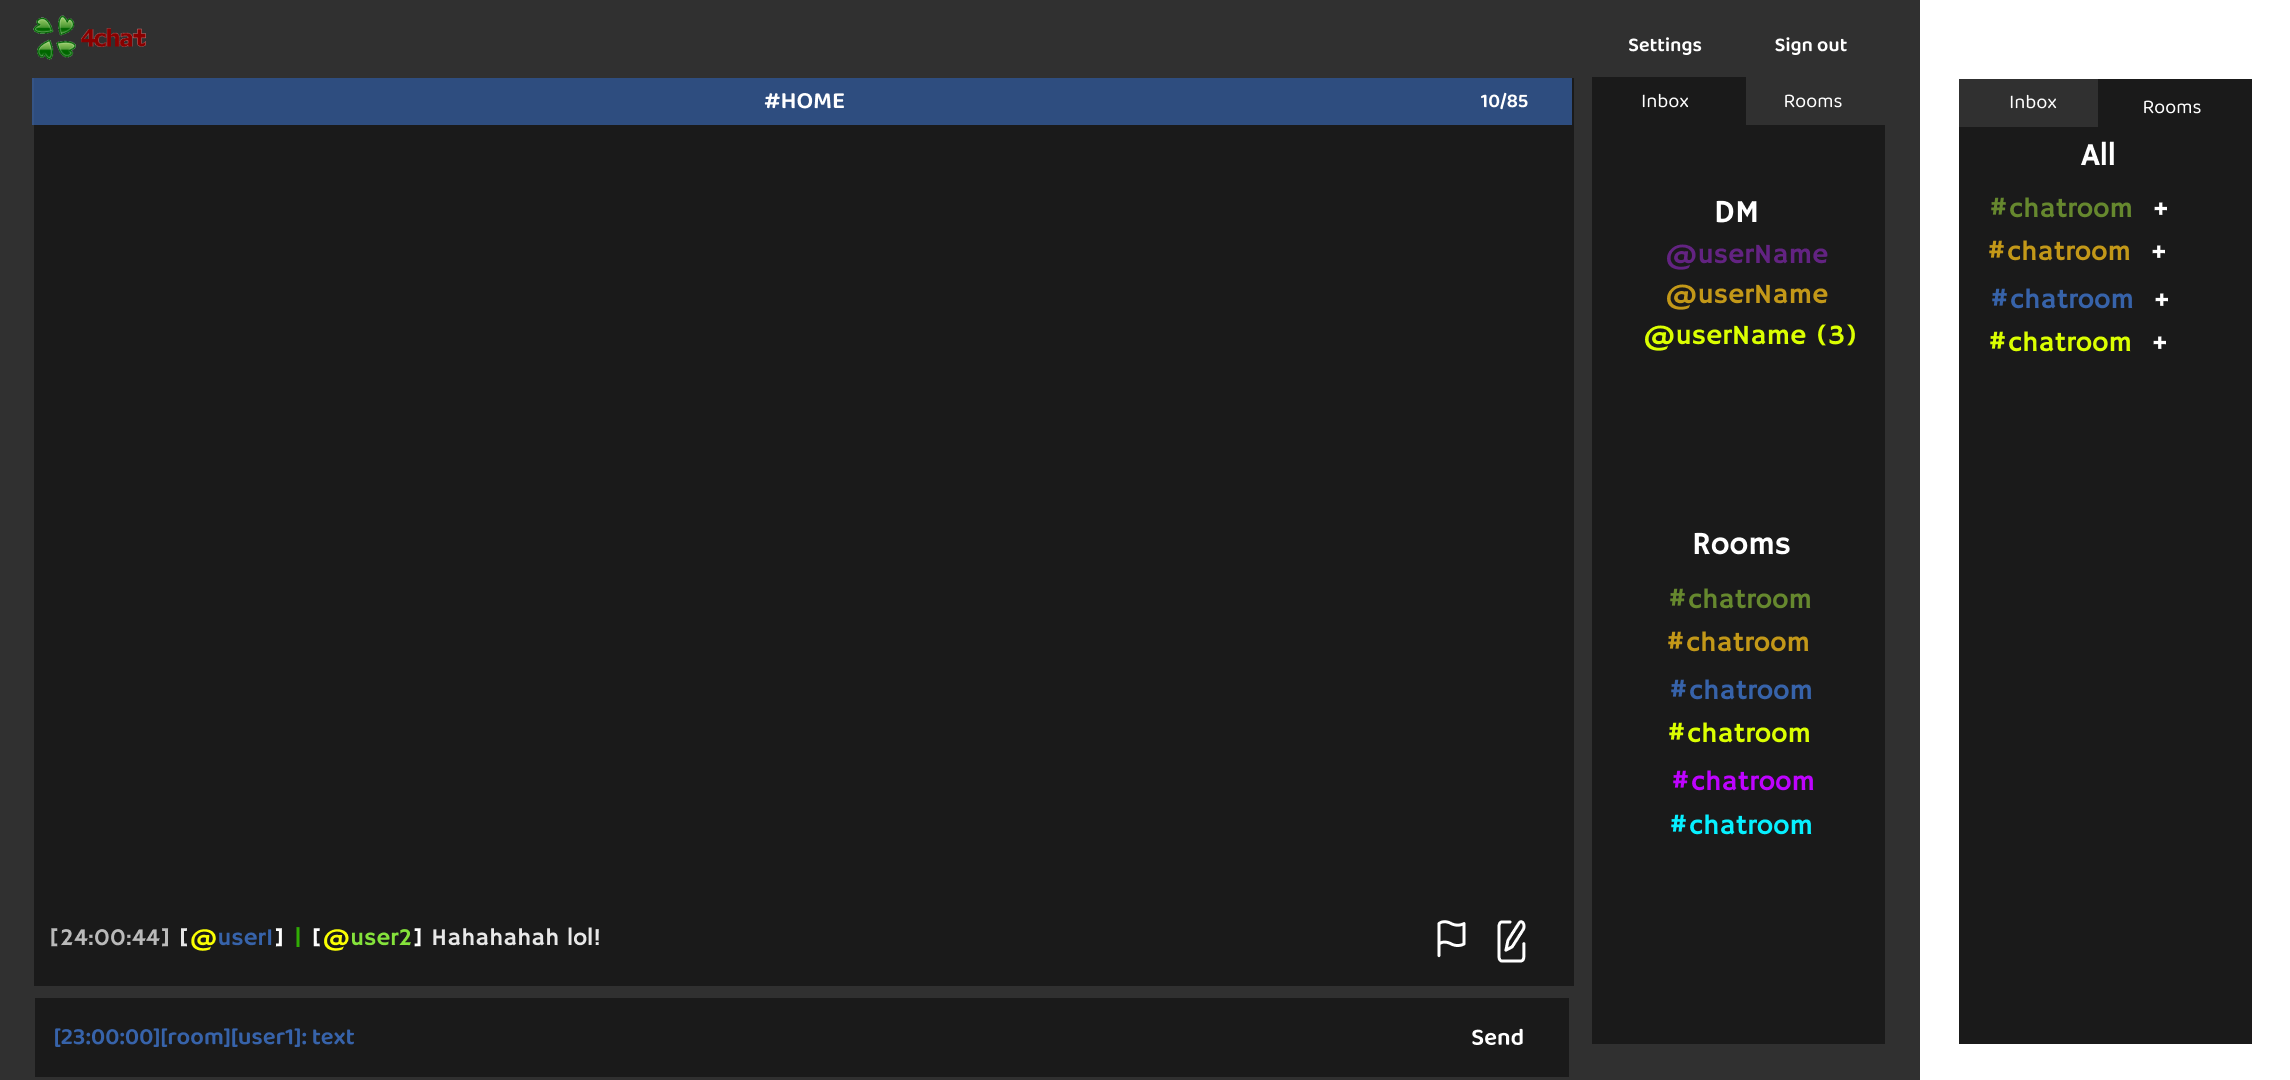 4chat
Settings Sign out
#HOME 10/85
Inbox Rooms
DM
@userName
@userName
@userName (3)
Rooms
#chatroom
#chatroom
#chatroom
#chatroom
#chatroom
#chatroom
[24:00:44] [@user1] | [@user2] Hahahahah lol!
[23:00:00][room][user1]: text Send
Inbox Rooms
All
#chatroom +
#chatroom +
#chatroom +
#chatroom +